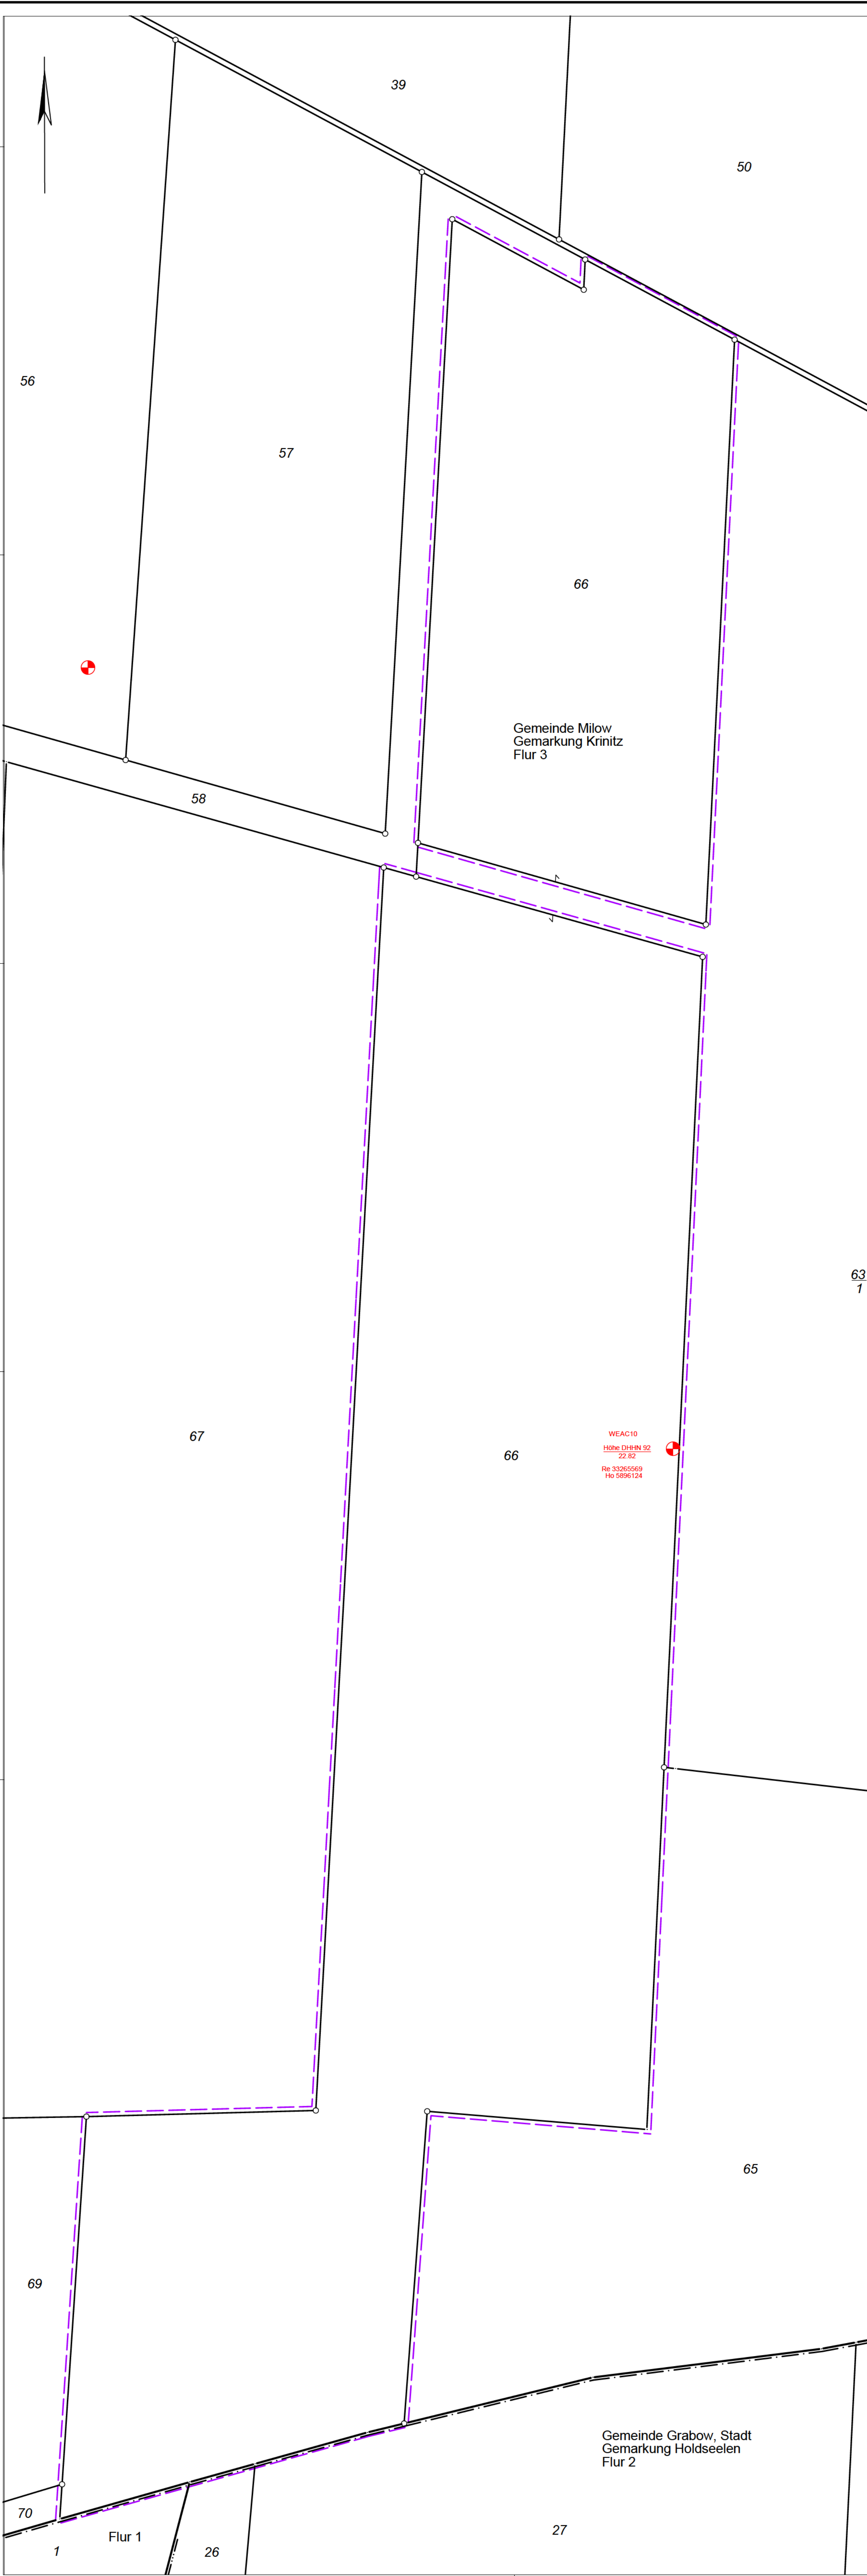 39
50
56
57
66
Gemeinde Milow
Gemarkung Krinitz
Flur 3
58
63
1
67
66
WEAC10
Höhe DHHN 92
22.82
Re 33265569
Ho 5896124
65
69
Gemeinde Grabow, Stadt
Gemarkung Holdseelen
Flur 2
70
Flur 1
1
26
27